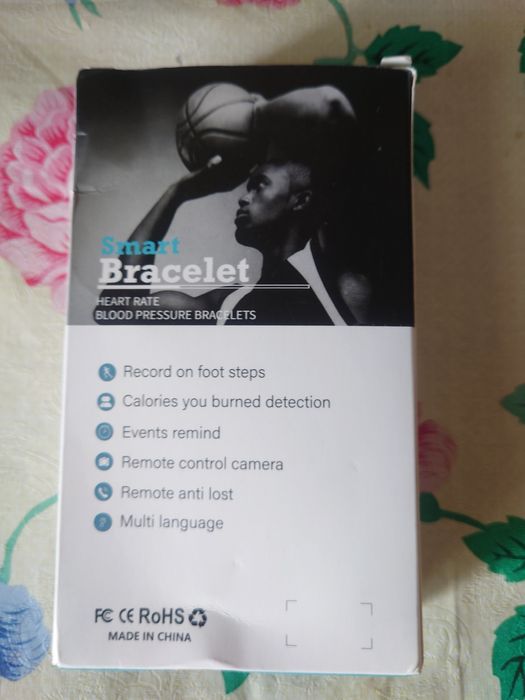 Smart
Bracelet
HEART RATE
BLOOD PRESSURE BRACELETS
Record on foot steps
Calories you burned detection
Events remind
Remote control camera
Remote anti lost
Multi language
FC CE RoHS
MADE IN CHINA